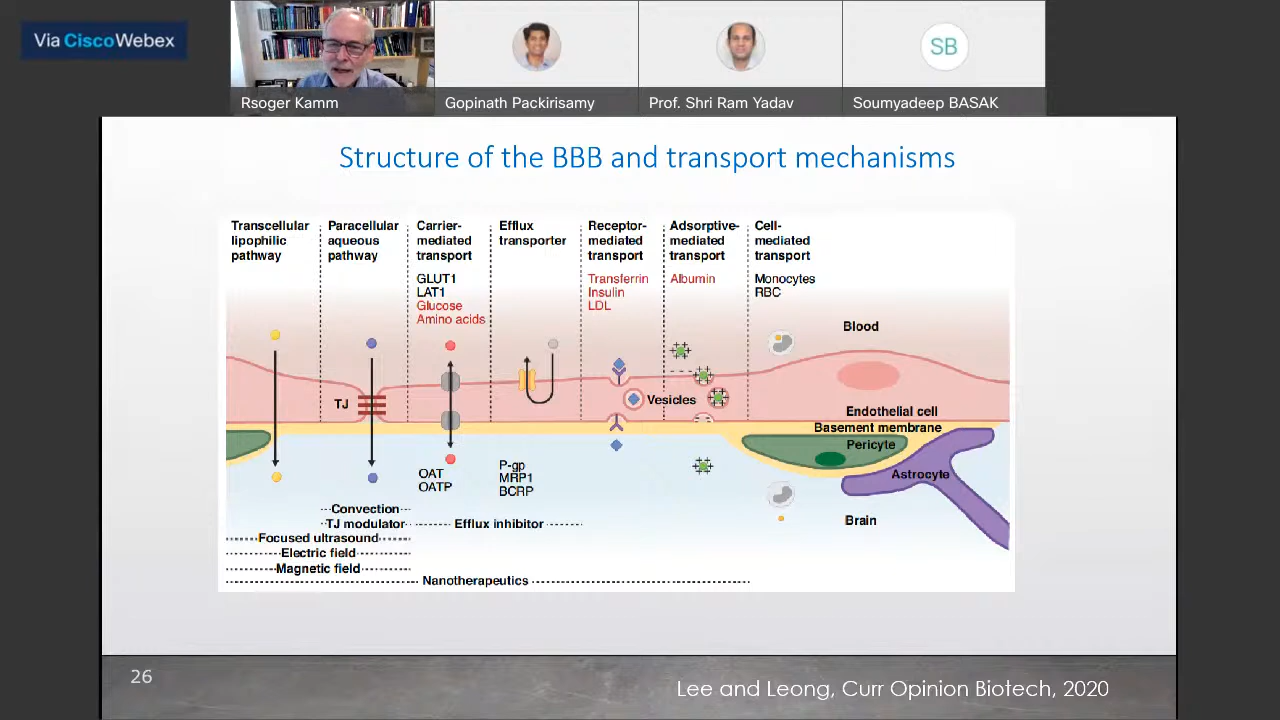 Via Cisco Webex
Rsoger Kamm
Gopinath Packirisamy
Prof. Shri Ram Yadav
SB
Soumyadeep BASAK
Structure of the BBB and transport mechanisms
Transcellular
lipophilic
pathway
Paracellular
aqueous
pathway
Carrier-
mediated
transport
GLUT1
LAT1
Glucose
Amino acids
Efflux
transporter
Receptor-
mediated
transport
Transferrin
Insulin
LDL
Adsorptive-
mediated
transport
Albumin
Cell-
mediated
transport
Monocytes
RBC
Blood
TJ
Vesicles
Endothelial cell
Basement membrane
Pericyte
Astrocyte
OAT
OATP
P-gp
MRP1
BCRP
Brain
Convection
TJ modulator
Efflux inhibitor
Focused ultrasound
Electric field
Magnetic field
Nanotherapeutics
26
Lee and Leong, Curr Opinion Biotech, 2020